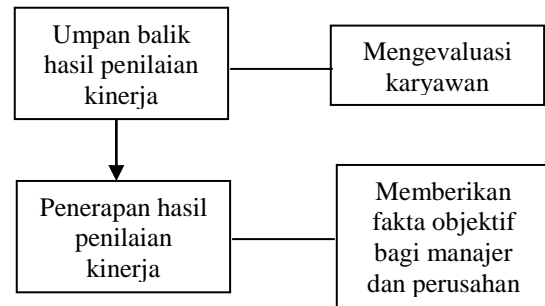 Umpan balik
hasil penilaian
kinerja
Mengevaluasi
karyawan
Penerapan hasil
penilaian
kinerja
Memberikan
fakta objektif
bagi manajer
dan perusahan